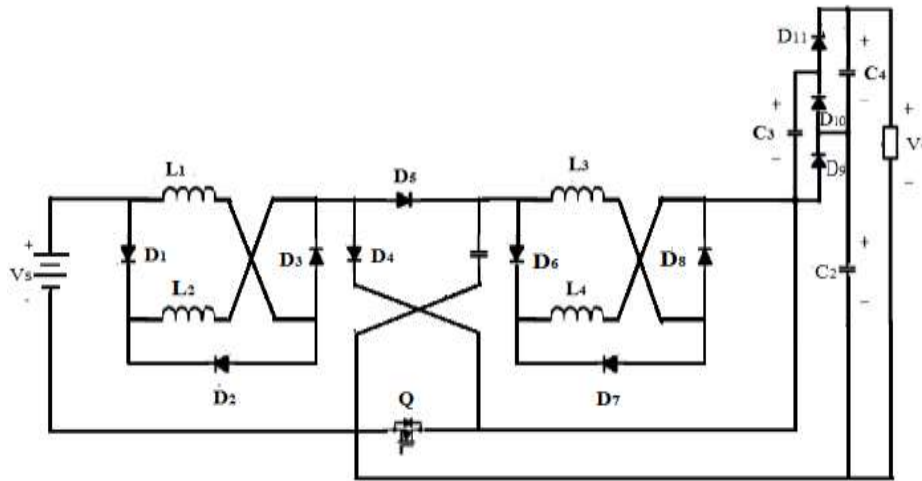 D11
+
+
C4
+
C3
D10
+
V
−
−
D9
−
L1
D5
L3
+
Vs
-
D1
D3
D4
D6
D8
+
C2
−
L2
L4
D2
Q
D7